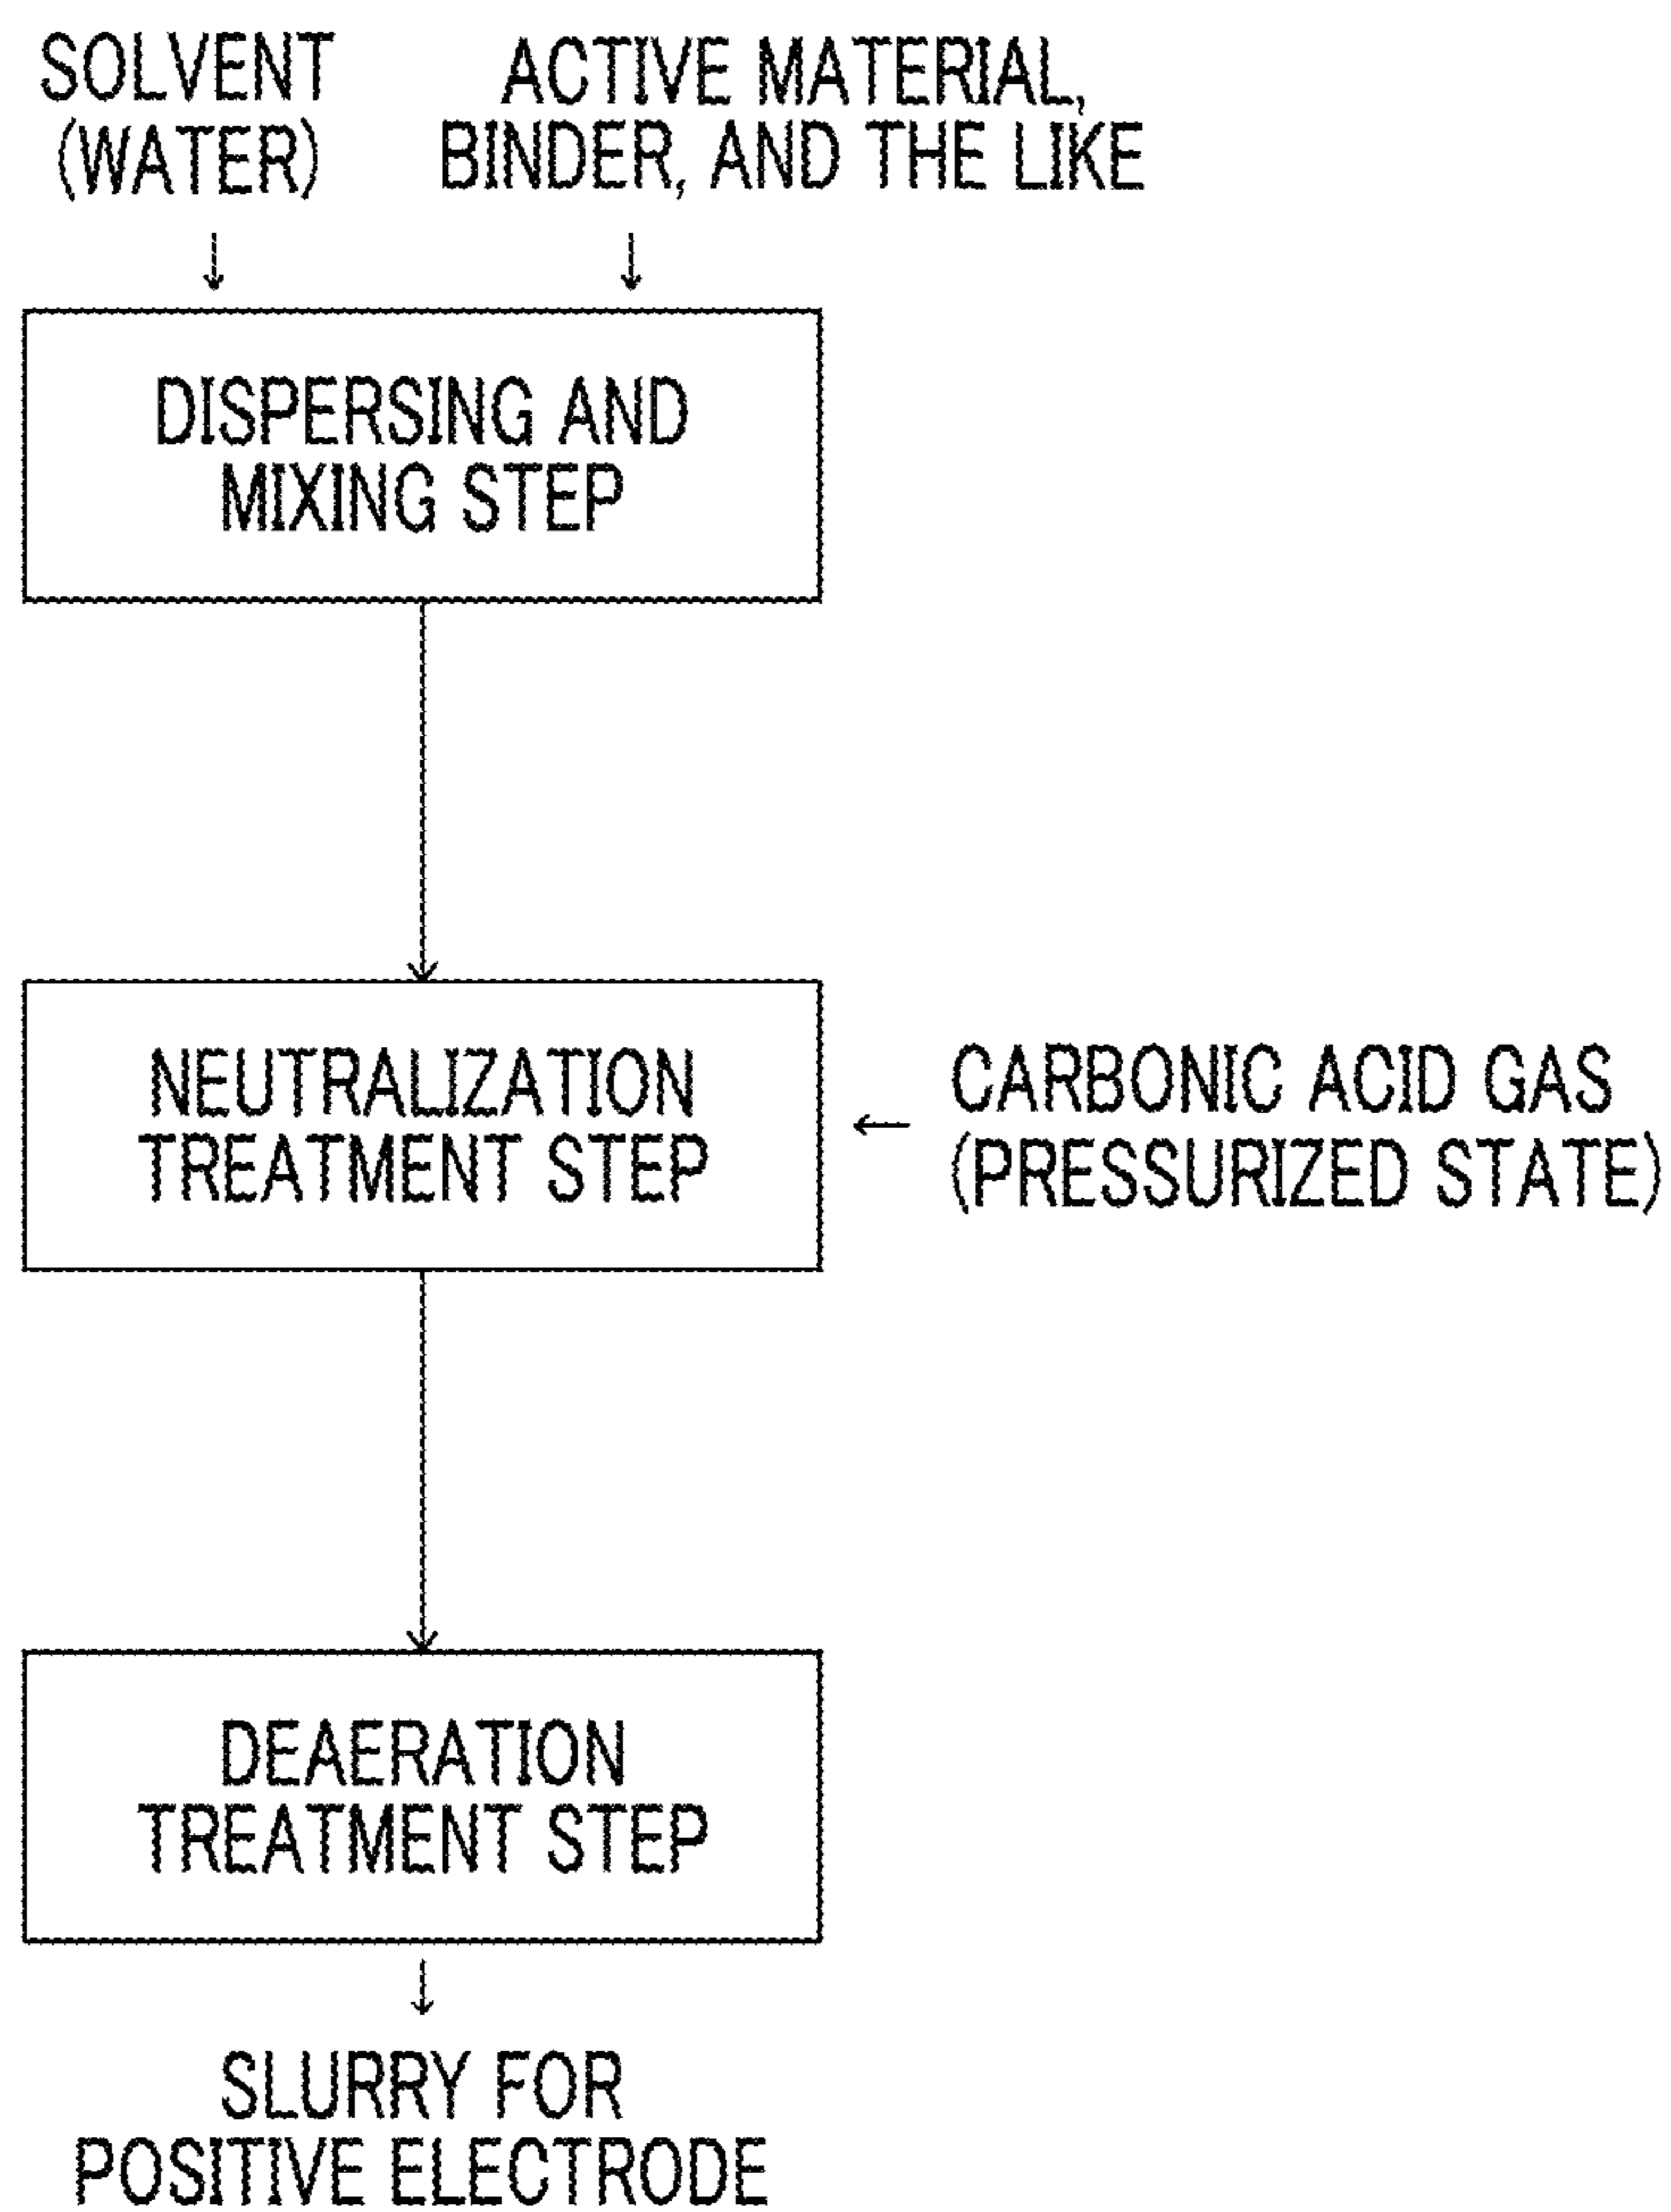 SOLVENT
(WATER)
ACTIVE MATERIAL,
BINDER, AND THE LIKE
DISPERSING AND
MIXING STEP
NEUTRALIZATION
TREATMENT STEP
CARBONIC ACID GAS
(PRESSURIZED STATE)
DEAERATION
TREATMENT STEP
SLURRY FOR
POSITIVE ELECTRODE